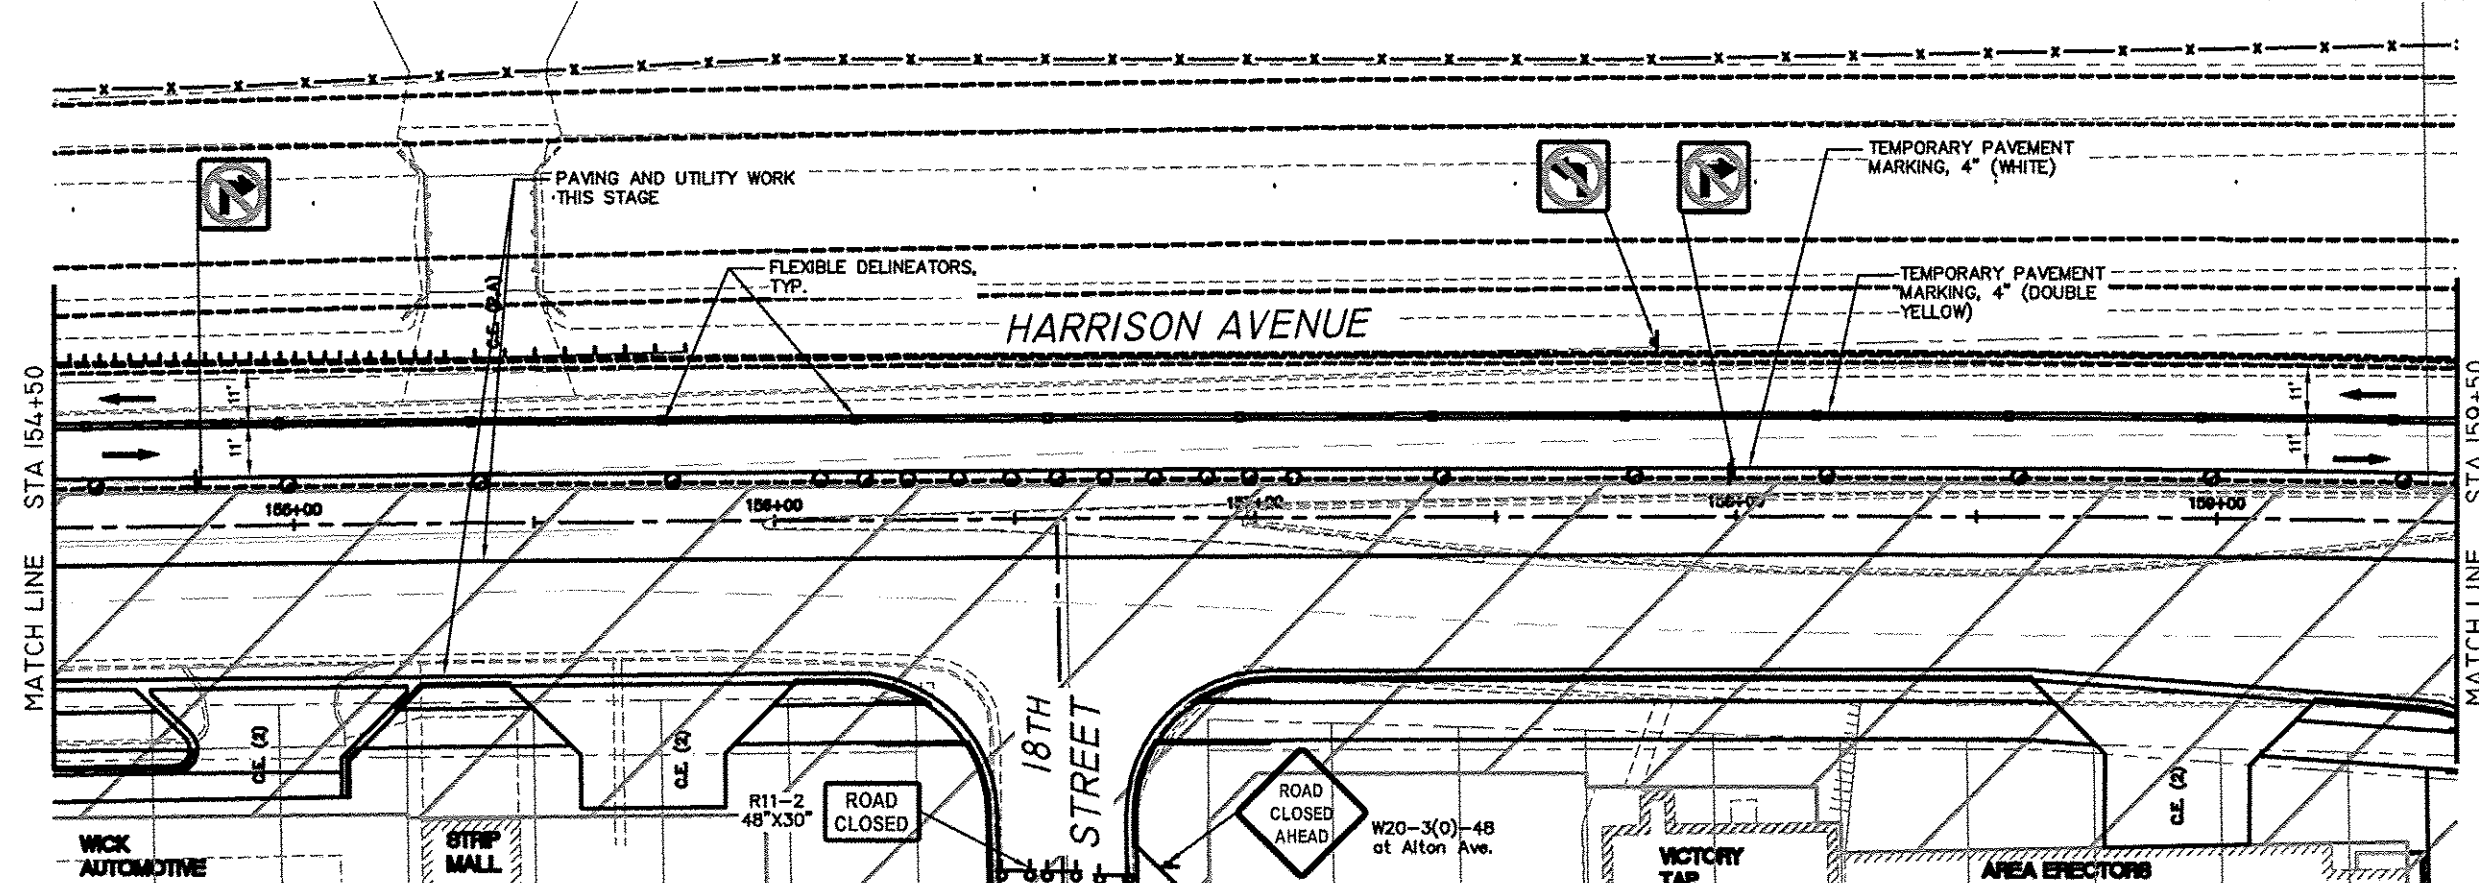 TEMPORARY PAVEMENT
MARKING, 4" (WHITE)
PAVING AND UTILITY WORK
THIS STAGE
FLEXIBLE DELINEATORS,
TYP.
TEMPORARY PAVEMENT
MARKING, 4" (DOUBLE
YELLOW)
HARRISON AVENUE
MATCH LINE STA 154+50
MATCH LINE STA 159+50
11'
11'
11'
11'
155+00
156+00
157+00
158+00
159+00
18TH
STREET
C.E. (2)
C.E. (2)
C.E. (2)
R11-2
48"X30"
ROAD
CLOSED
ROAD
CLOSED
AHEAD
W20-3(O)-48
at Alton Ave.
WICK
AUTOMOTIVE
STRIP
MALL
VICTORY
TAP
AREA ERECTORS